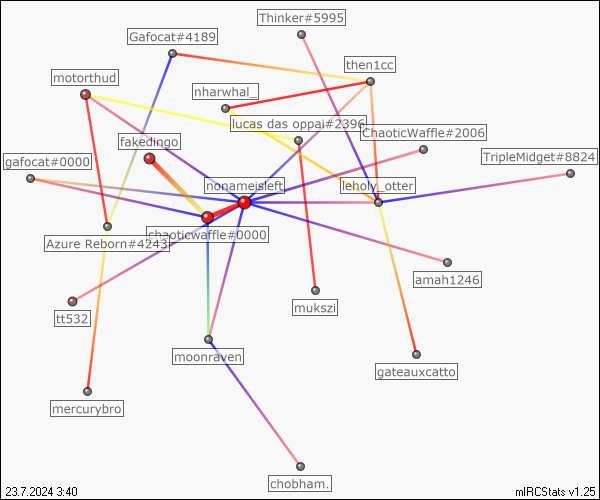 Thinker#5995
Gafocat#4189
then1cc
motorthud
nharwhal_
lucas das oppai#2396
ChaoticWaffle#2006
fakedingo
gafocat#0000
TripleMidget#8824
nonameisleft
leholy_otter
chaoticwaffle#0000
Azure Reborn#4243
amah1246
mukszi
tt532
moonraven
gateauxcatto
mercurybro
chobham.
23.7.2024 3:40
mIRCStats v1.25